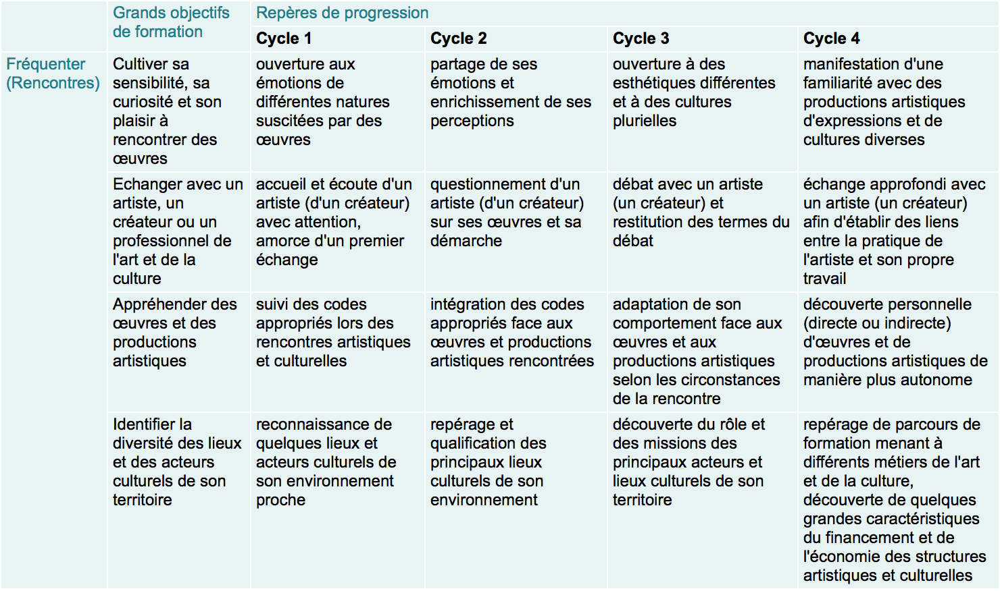 Grands objectifs
de formation
Repères de progression
Cycle 1
Cycle 2
Cycle 3
Cycle 4
Fréquenter
(Rencontres)
Cultiver sa
sensibilité, sa
curiosité et son
plaisir à
rencontrer des
œuvres
ouverture aux
émotions de
différentes natures
suscitées par des
œuvres
partage de ses
émotions et
enrichissement de ses
perceptions
ouverture à des
esthétiques différentes
et à des cultures
plurielles
manifestation d'une
familiarité avec des
productions artistiques
d'expressions et de
cultures diverses
Echanger avec un
artiste, un
créateur ou un
professionnel de
l'art et de la
culture
accueil et écoute d'un
artiste (d'un créateur)
avec attention,
amorce d'un premier
échange
questionnement d'un
artiste (d'un créateur)
sur ses œuvres et sa
démarche
débat avec un artiste
(un créateur) et
restitution des termes du
débat
échange approfondi avec
un artiste (un créateur)
afin d'établir des liens
entre la pratique de
l'artiste et son propre
travail
Appréhender des
œuvres et des
productions
artistiques
suivi des codes
appropriés lors des
rencontres artistiques
et culturelles
intégration des codes
appropriés face aux
œuvres et productions
artistiques rencontrées
adaptation de son
comportement face aux
œuvres et aux
productions artistiques
selon les circonstances
de la rencontre
découverte personnelle
(directe ou indirecte)
d'œuvres et de
productions artistiques de
manière plus autonome
Identifier la
diversité des lieux
et des acteurs
culturels de son
territoire
reconnaissance de
quelques lieux et
acteurs culturels de
son environnement
proche
repérage et
qualification des
principaux lieux
culturels de son
environnement
découverte du rôle et
des missions des
principaux acteurs et
lieux culturels de son
territoire
repérage de parcours de
formation menant à
différents métiers de l'art
et de la culture,
découverte de quelques
grandes caractéristiques
du financement et de
l'économie des structures
artistiques et culturelles